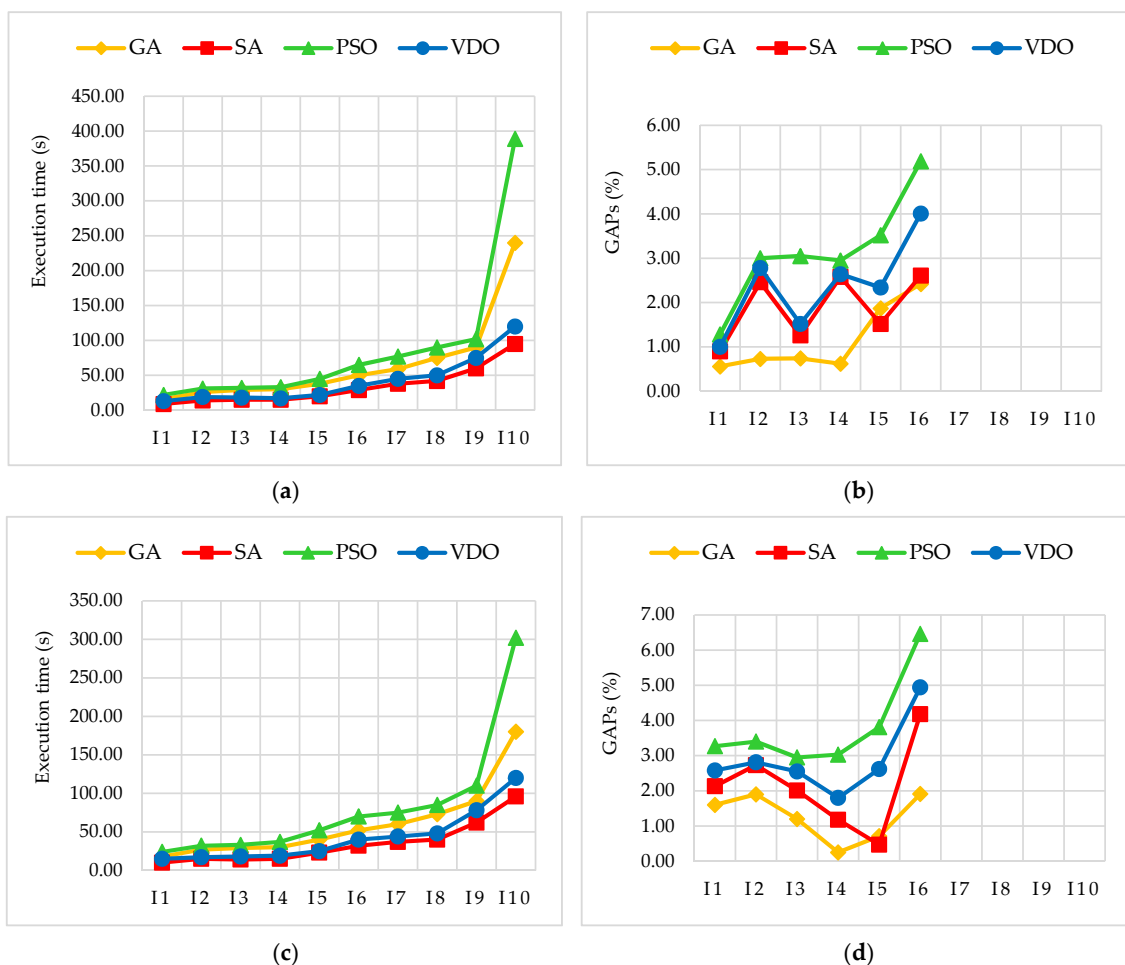 GA SA PSO VDO
Execution time (s)
450.00
400.00
350.00
300.00
250.00
200.00
150.00
100.00
50.00
0.00
I1 I2 I3 I4 I5 I6 I7 I8 I9 I10
(a)
GA SA PSO VDO
GAPs (%)
6.00
5.00
4.00
3.00
2.00
1.00
0.00
I1 I2 I3 I4 I5 I6 I7 I8 I9 I10
(b)
GA SA PSO VDO
Execution time (s)
350.00
300.00
250.00
200.00
150.00
100.00
50.00
0.00
I1 I2 I3 I4 I5 I6 I7 I8 I9 I10
(c)
GA SA PSO VDO
GAPs (%)
7.00
6.00
5.00
4.00
3.00
2.00
1.00
0.00
I1 I2 I3 I4 I5 I6 I7 I8 I9 I10
(d)